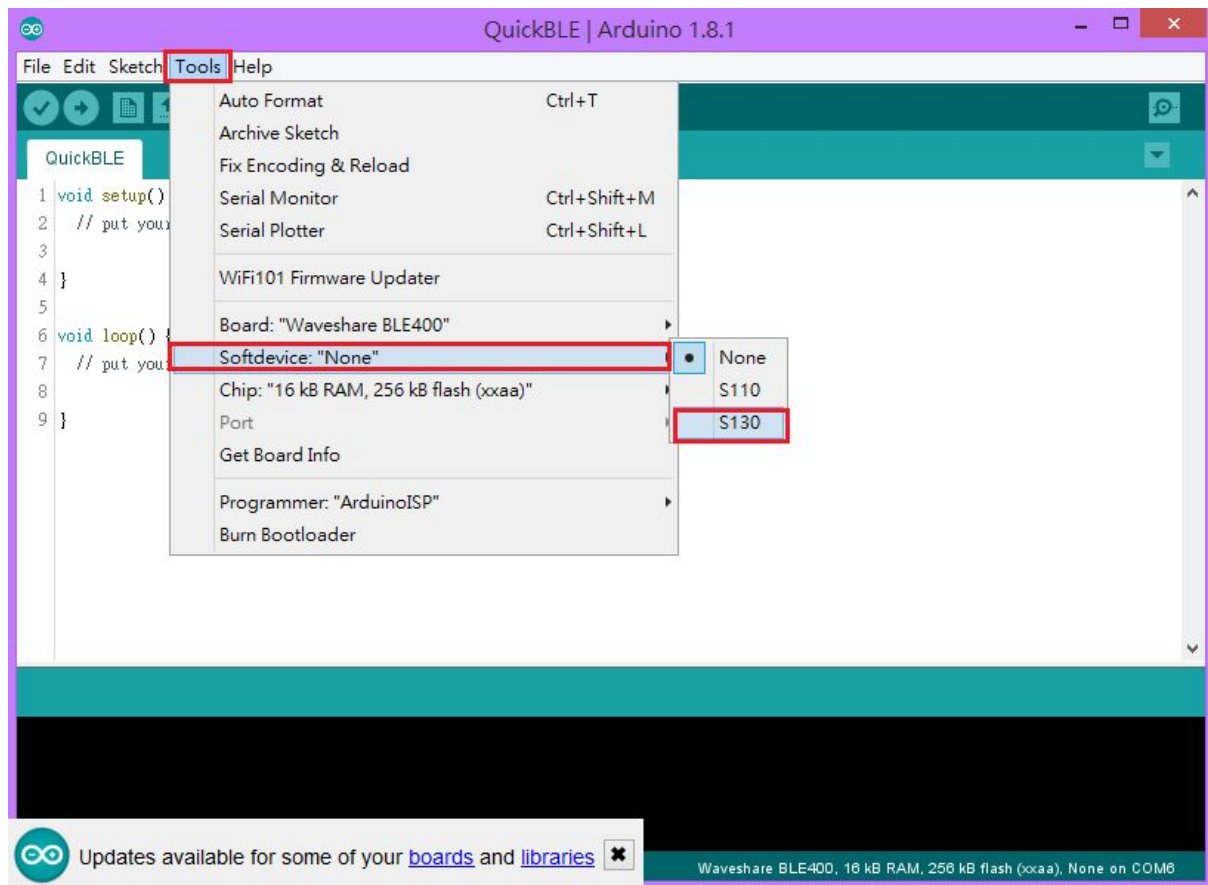 QuickBLE | Arduino 1.8.1
File Edit Sketch Tools Help
Auto Format Ctrl+T
Archive Sketch
Fix Encoding & Reload
Serial Monitor Ctrl+Shift+M
Serial Plotter Ctrl+Shift+L
WiFi101 Firmware Updater
Board: "Waveshare BLE400"
Softdevice: "None"
Chip: "16 kB RAM, 256 kB flash (xxaa)"
Port
Get Board Info
Programmer: "ArduinoISP"
Burn Bootloader
None
S110
S130
QuickBLE
1 void setup()
2 // put your
3
4 }
5
6 void loop() {
7 // put your
8
9 }
Updates available for some of your boards and libraries
Waveshare BLE400, 16 kB RAM, 256 kB flash (xxaa), None on COM6